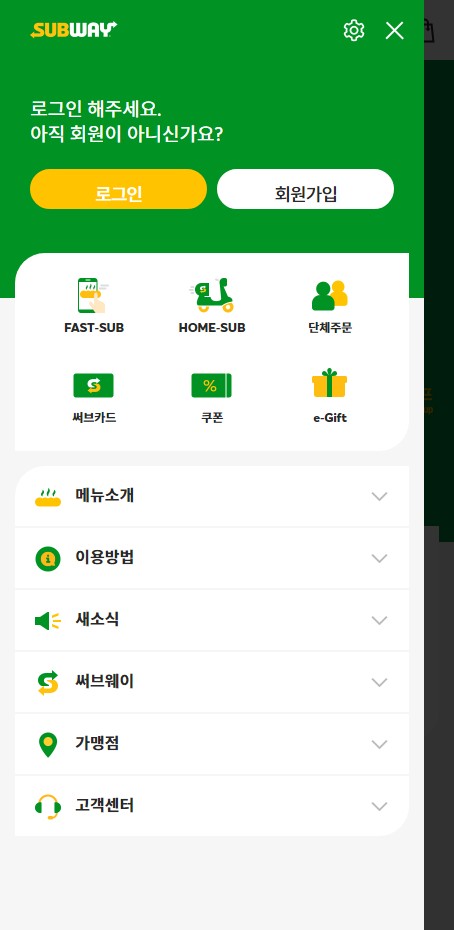 SUBWAY
로그인 해주세요.
아직 회원이 아니신가요?
로그인
회원가입
FAST-SUB
HOME-SUB
단체주문
써브카드
쿠폰
e-Gift
메뉴소개
이용방법
새소식
써브웨이
가맹점
고객센터